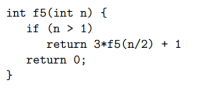 int f5(int n) {
   if (n > 1)
      return 3*f5(n/2) + 1
   return 0;
}